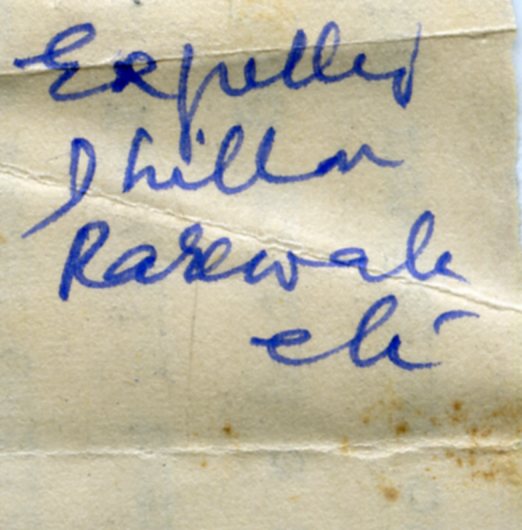 Expelled
Dhillon
Rarewala
etc